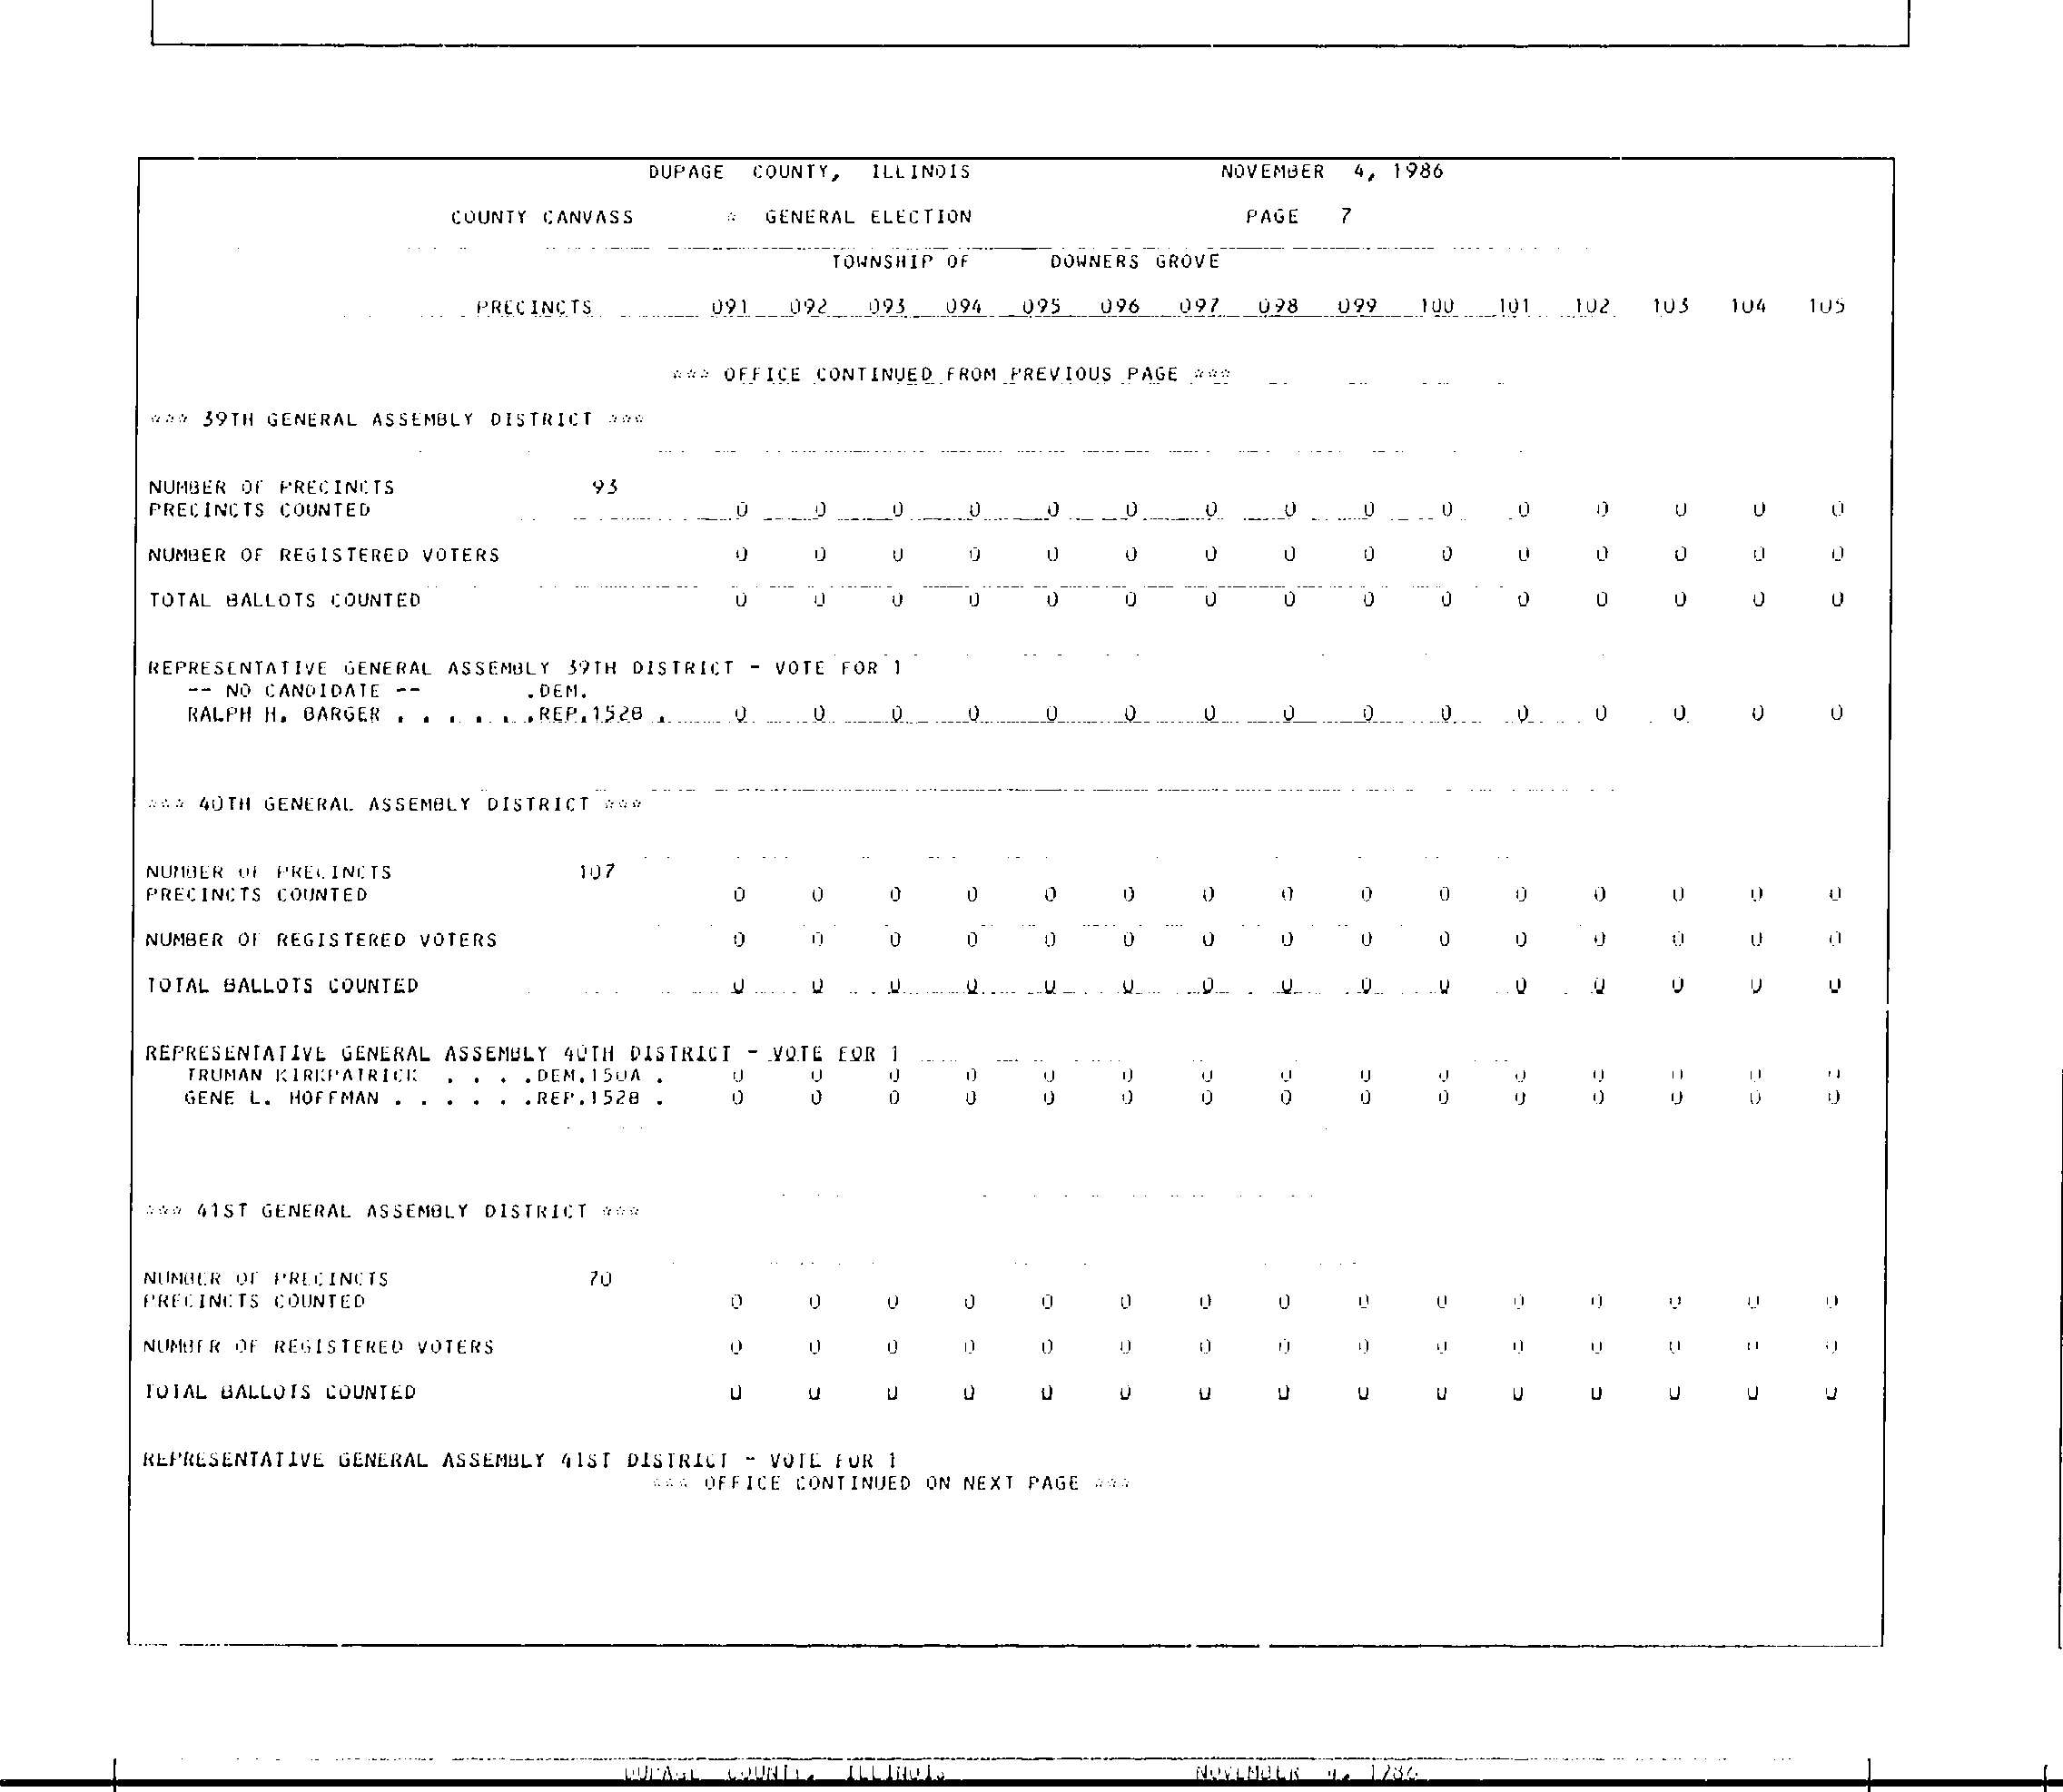 DUPAGE COUNTY, ILLINOIS NOVEMBER 4, 1986
COUNTY CANVASS * GENERAL ELECTION PAGE 7
TOWNSHIP OF DOWNERS GROVE
PRECINCTS 091 092 093 094 095 096 097 098 099 100 101 102 103 104 105
*** OFFICE CONTINUED FROM PREVIOUS PAGE ***
*** 39TH GENERAL ASSEMBLY DISTRICT ***
NUMBER OF PRECINCTS 93
PRECINCTS COUNTED 0 0 0 0 0 0 0 0 0 0 0 0 0 0 0
NUMBER OF REGISTERED VOTERS 0 0 0 0 0 0 0 0 0 0 0 0 0 0 0
TOTAL BALLOTS COUNTED 0 0 0 0 0 0 0 0 0 0 0 0 0 0 0
REPRESENTATIVE GENERAL ASSEMBLY 39TH DISTRICT - VOTE FOR 1
-- NO CANDIDATE -- .DEM.
RALPH H. BARGER . . . . . .REP.152B . 0 0 0 0 0 0 0 0 0 0 0 0 0 0 0
*** 40TH GENERAL ASSEMBLY DISTRICT ***
NUMBER OF PRECINCTS 107
PRECINCTS COUNTED 0 0 0 0 0 0 0 0 0 0 0 0 0 0 0
NUMBER OF REGISTERED VOTERS 0 0 0 0 0 0 0 0 0 0 0 0 0 0 0
TOTAL BALLOTS COUNTED 0 0 0 0 0 0 0 0 0 0 0 0 0 0 0
REPRESENTATIVE GENERAL ASSEMBLY 40TH DISTRICT - VOTE FOR 1
TRUMAN KIRKPATRICK . . . .DEM.150A . 0 0 0 0 0 0 0 0 0 0 0 0 0 0 0
GENE L. HOFFMAN . . . . . .REP.152B . 0 0 0 0 0 0 0 0 0 0 0 0 0 0 0
*** 41ST GENERAL ASSEMBLY DISTRICT ***
NUMBER OF PRECINCTS 70
PRECINCTS COUNTED 0 0 0 0 0 0 0 0 0 0 0 0 0 0 0
NUMBER OF REGISTERED VOTERS 0 0 0 0 0 0 0 0 0 0 0 0 0 0 0
TOTAL BALLOTS COUNTED 0 0 0 0 0 0 0 0 0 0 0 0 0 0 0
REPRESENTATIVE GENERAL ASSEMBLY 41ST DISTRICT - VOTE FOR 1
*** OFFICE CONTINUED ON NEXT PAGE ***
DUPAGE COUNTY, ILLINOIS NOVEMBER 4, 1986